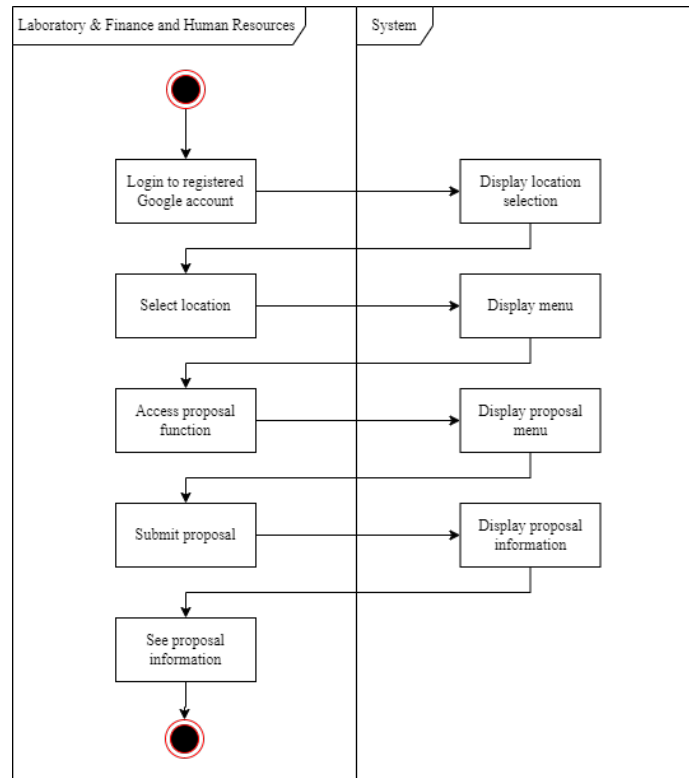 Laboratory & Finance and Human Resources
System
Login to registered
Google account
Display location
selection
Select location
Display menu
Access proposal
function
Display proposal
menu
Submit proposal
Display proposal
information
See proposal
information